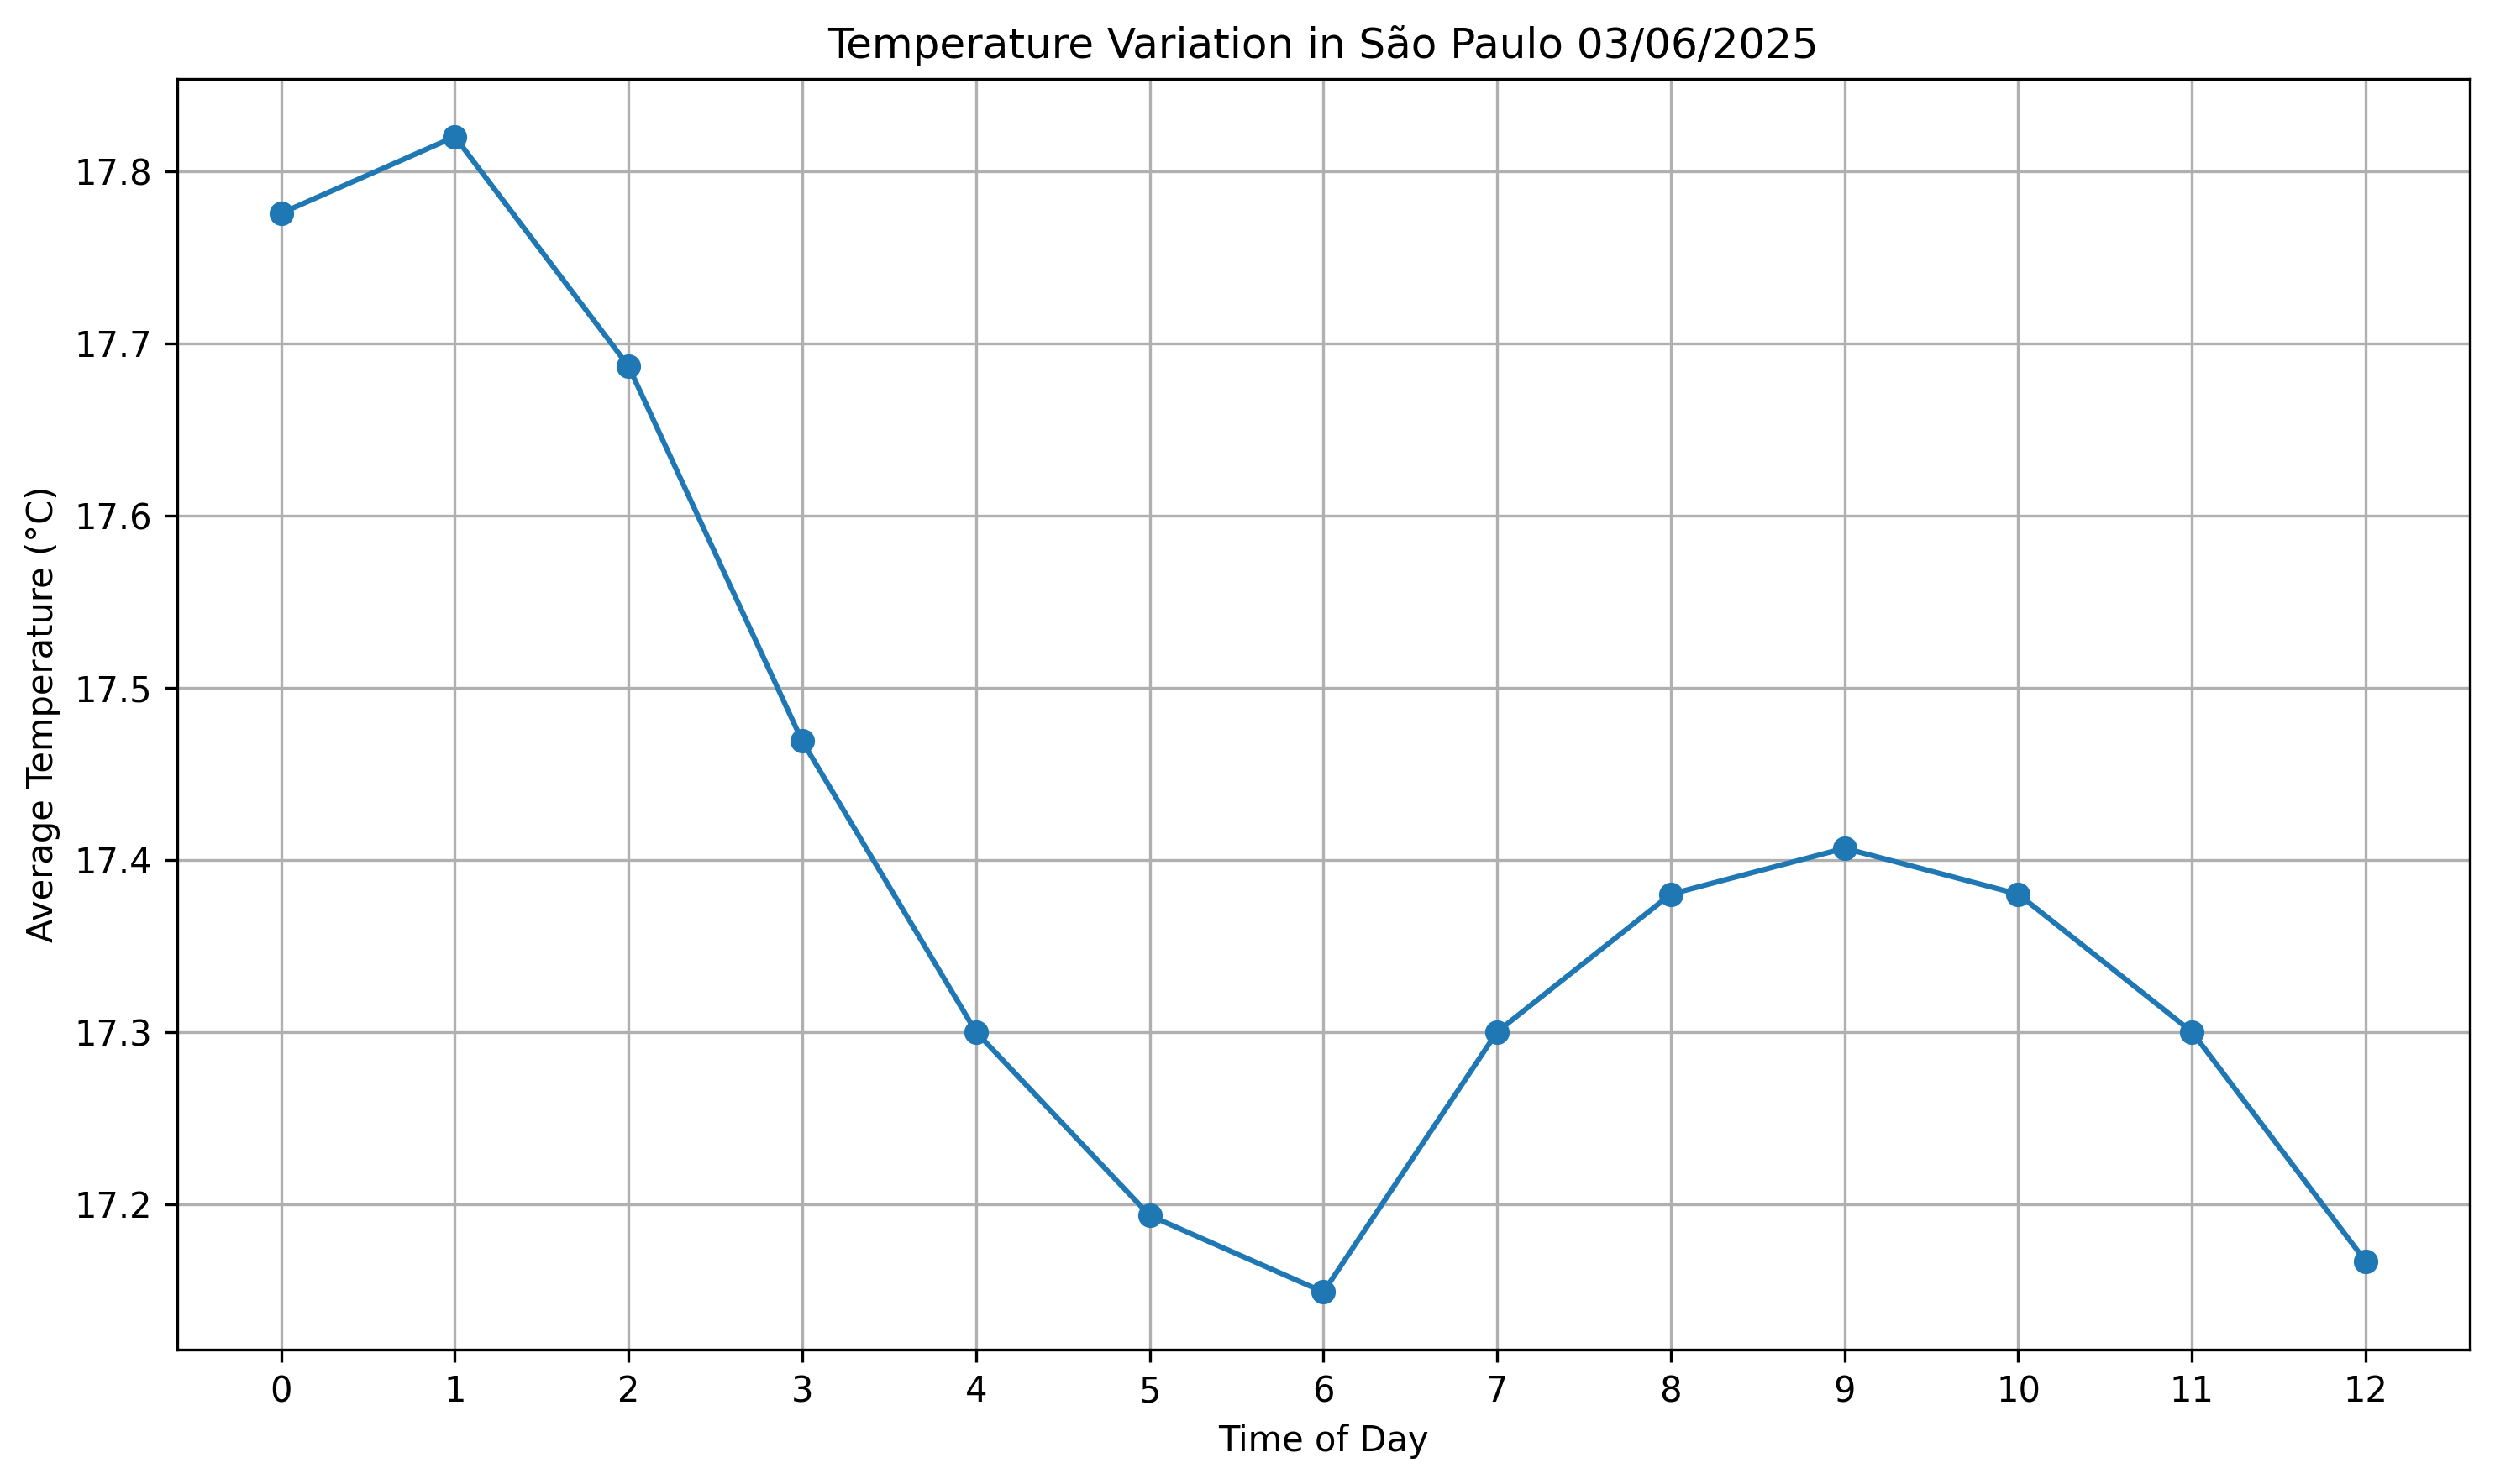 Temperature Variation in São Paulo 03/06/2025
Average Temperature (°C)
17.8
17.7
17.6
17.5
17.4
17.3
17.2
0 1 2 3 4 5 6 7 8 9 10 11 12
Time of Day